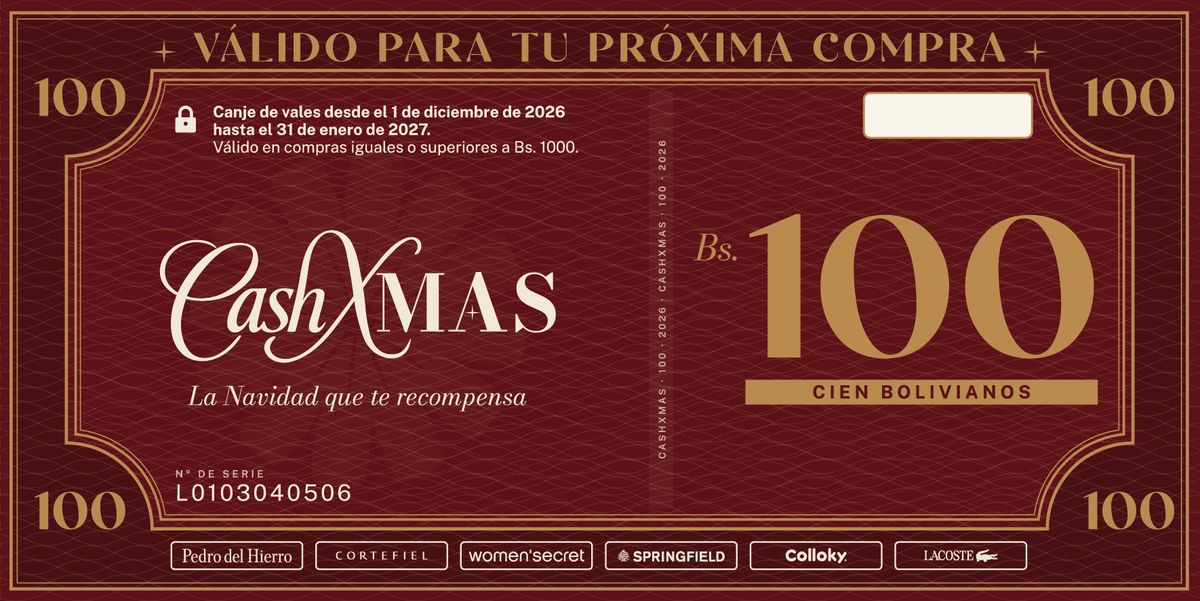 VÁLIDO PARA TU PRÓXIMA COMPRA
100
100
Canje de vales desde el 1 de diciembre de 2026
hasta el 31 de enero de 2027.
Válido en compras iguales o superiores a Bs. 1000.
CashXMAS
La Navidad que te recompensa
Nº DE SERIE
L0103040506
CASHXMAS · 100 · 2026 · CASHXMAS · 100 · 2026
Bs. 100
CIEN BOLIVIANOS
100
100
Pedro del Hierro
CORTEFIEL
women'secret
SPRINGFIELD
Colloky
LACOSTE